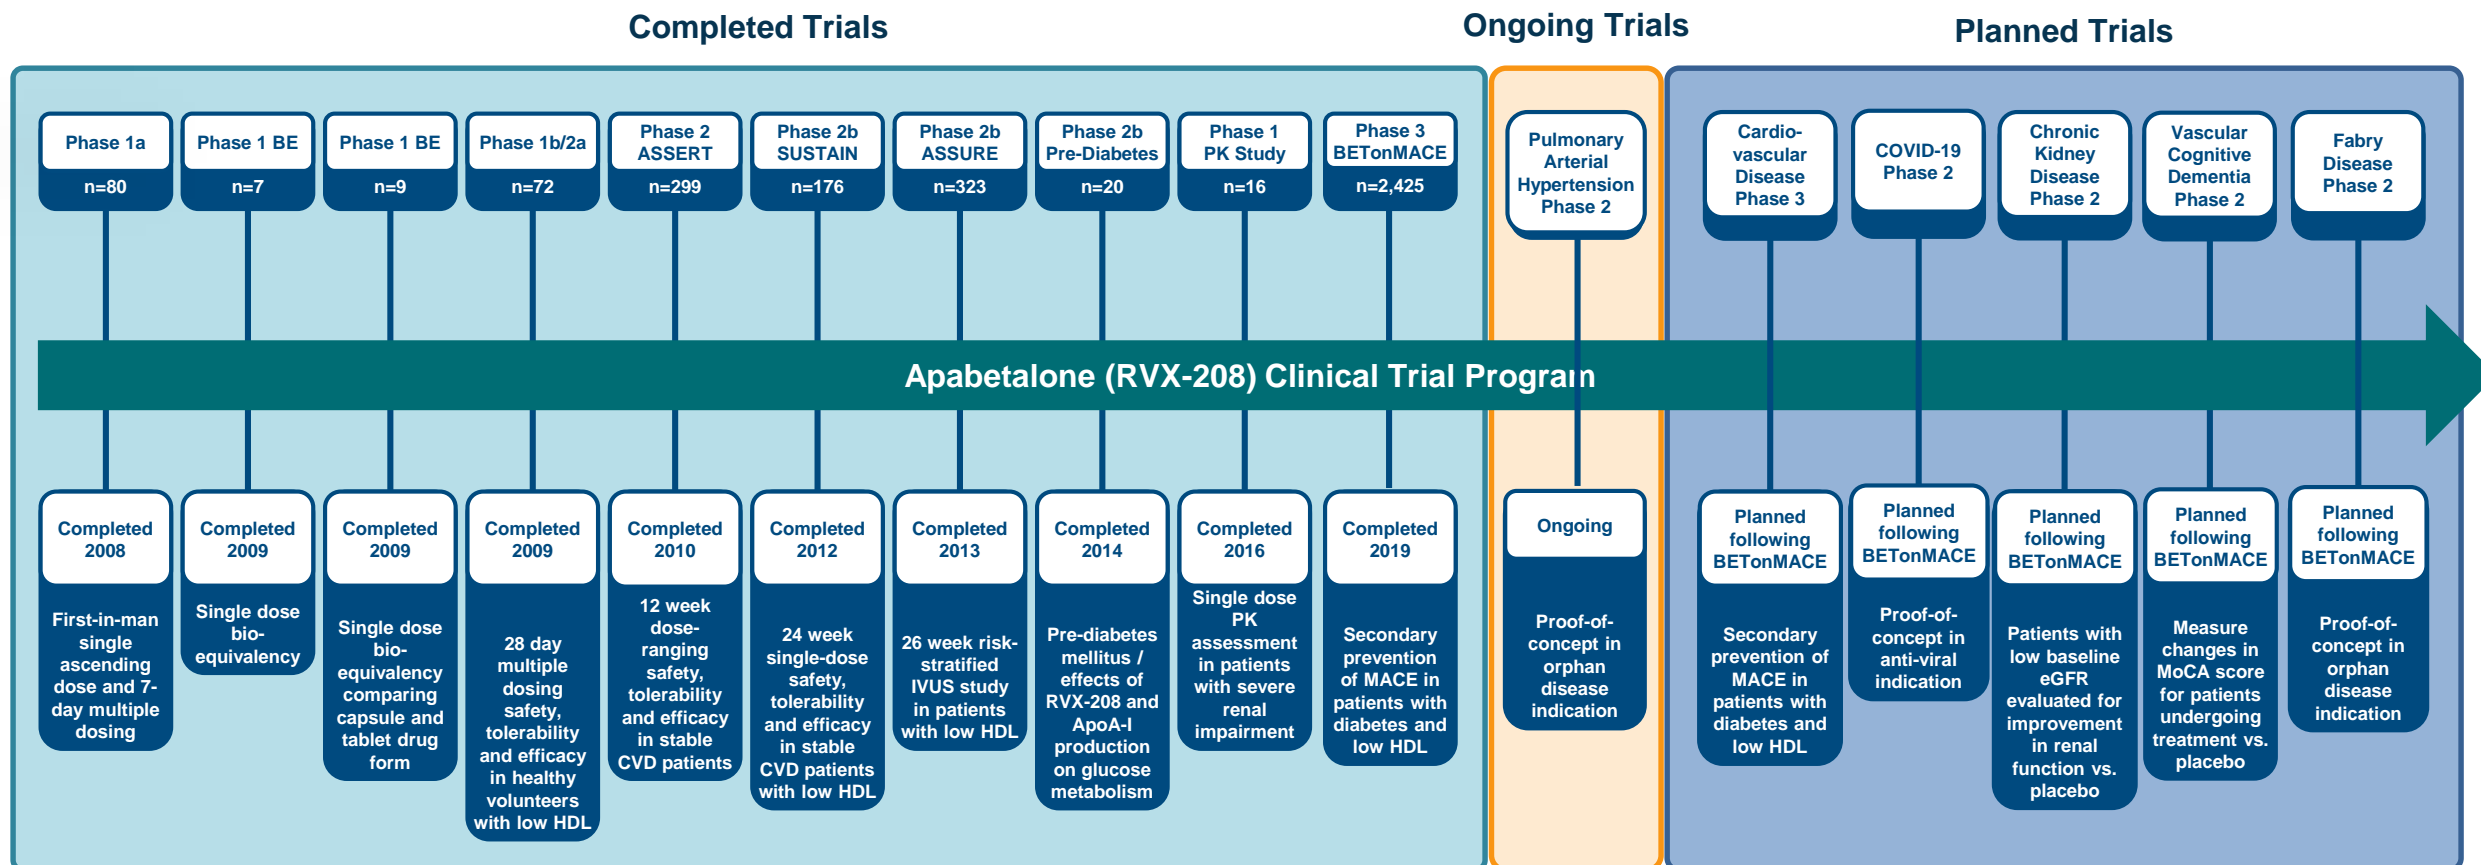 Completed Trials
Ongoing Trials
Planned Trials
Phase 1a
n=80
Phase 1 BE
n=7
Phase 1 BE
n=9
Phase 1b/2a
n=72
Phase 2
ASSERT
n=299
Phase 2b
SUSTAIN
n=176
Phase 2b
ASSURE
n=323
Phase 2b
Pre-Diabetes
n=20
Phase 1
PK Study
n=16
Phase 3
BETonMACE
n=2,425
Pulmonary
Arterial
Hypertension
Phase 2
Cardio-
vascular
Disease
Phase 3
COVID-19
Phase 2
Chronic
Kidney
Disease
Phase 2
Vascular
Cognitive
Dementia
Phase 2
Fabry
Disease
Phase 2
Apabetalone (RVX-208) Clinical Trial Program
Completed
2008
First-in-man
single
ascending
dose and 7-
day multiple
dosing
Completed
2009
Single dose
bio-
equivalency
Completed
2009
Single dose
bio-
equivalency
comparing
capsule and
tablet drug
form
Completed
2009
28 day
multiple
dosing
safety,
tolerability
and efficacy
in healthy
volunteers
with low HDL
Completed
2010
12 week
dose-
ranging
safety,
tolerability
and efficacy
in stable
CVD patients
Completed
2012
24 week
single-dose
safety,
tolerability
and efficacy
in stable
CVD patients
with low HDL
Completed
2013
26 week risk-
stratified
IVUS study
in patients
with low HDL
Completed
2014
Pre-diabetes
mellitus /
effects of
RVX-208 and
ApoA-I
production
on glucose
metabolism
Completed
2016
Single dose
PK
assessment
in patients
with severe
renal
impairment
Completed
2019
Secondary
prevention
of MACE in
patients with
diabetes and
low HDL
Ongoing
Proof-of-
concept in
orphan
disease
indication
Planned
following
BETonMACE
Secondary
prevention of
MACE in
patients with
diabetes and
low HDL
Planned
following
BETonMACE
Proof-of-
concept in
anti-viral
indication
Planned
following
BETonMACE
Patients with
low baseline
eGFR
evaluated for
improvement
in renal
function vs.
placebo
Planned
following
BETonMACE
Measure
changes in
MoCA score
for patients
undergoing
treatment vs.
placebo
Planned
following
BETonMACE
Proof-of-
concept in
orphan
disease
indication